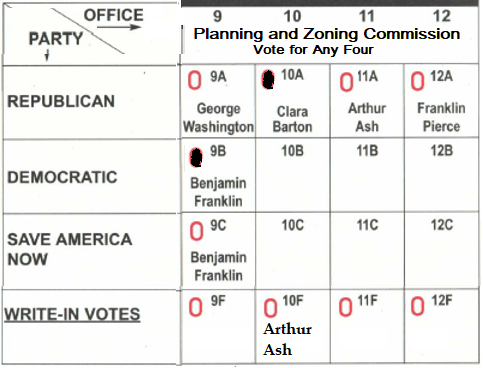 OFFICE
PARTY
9 10 11 12
Planning and Zoning Commission
Vote for Any Four
REPUBLICAN
9A 10A 11A 12A
George Clara Arthur Franklin
Washington Barton Ash Pierce
DEMOCRATIC
9B 10B 11B 12B
Benjamin
Franklin
SAVE AMERICA
NOW
9C 10C 11C 12C
Benjamin
Franklin
WRITE-IN VOTES
9F 10F 11F 12F
Arthur
Ash